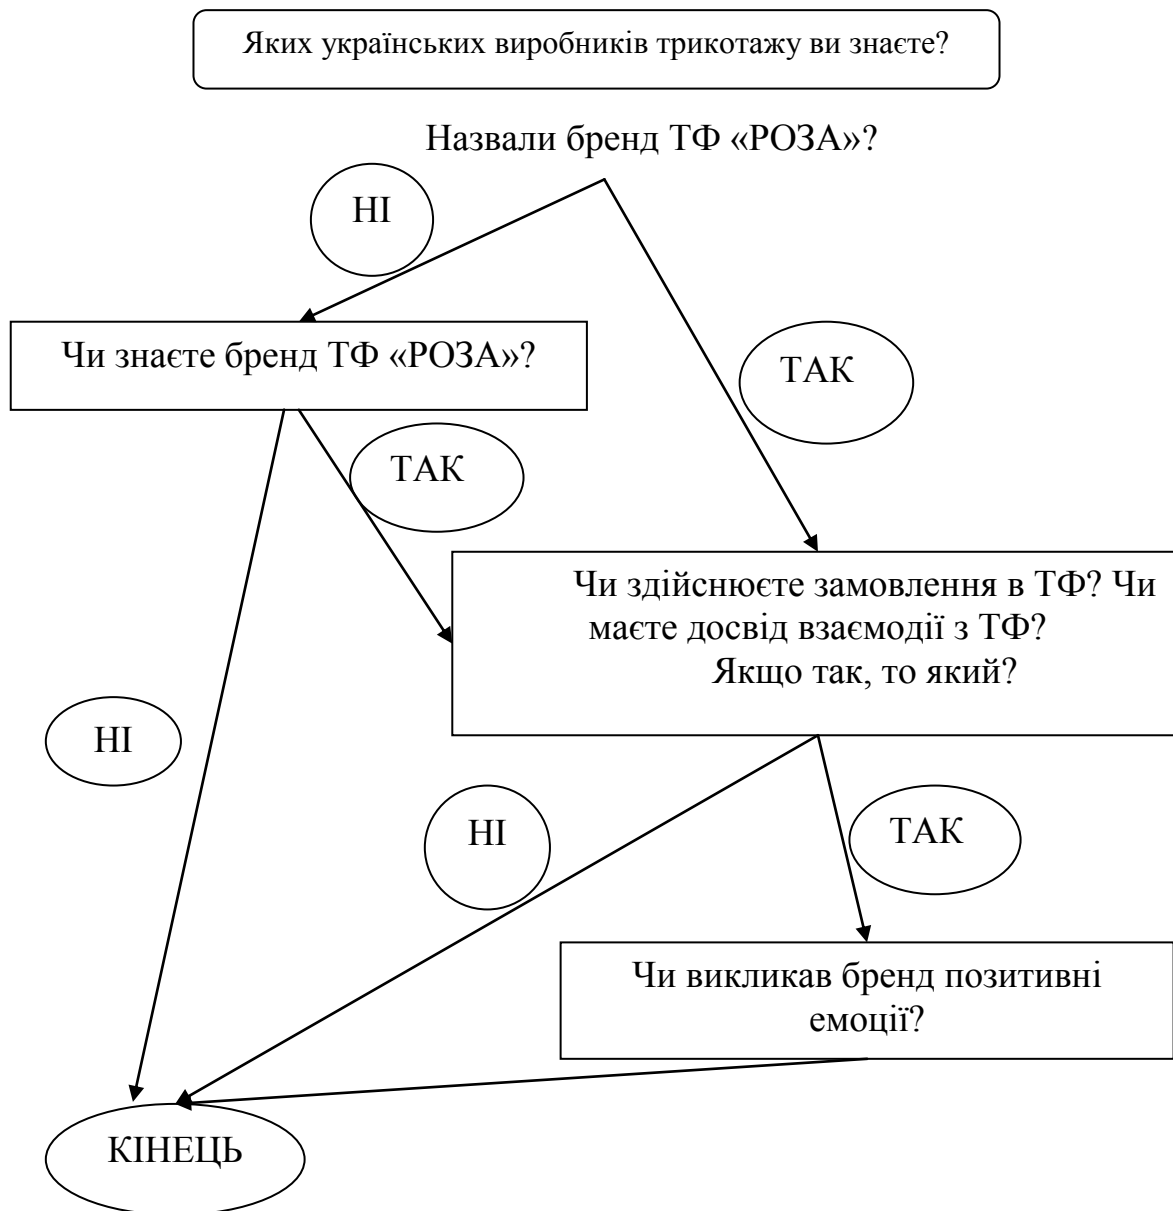 Яких українських виробників трикотажу ви знаєте?
Назвали бренд ТФ «РОЗА»?
НІ
Чи знаєте бренд ТФ «РОЗА»?
ТАК
ТАК
Чи здійснюєте замовлення в ТФ? Чи
маєте досвід взаємодії з ТФ?
Якщо так, то який?
НІ
НІ
ТАК
Чи викликав бренд позитивні
емоції?
КІНЕЦЬ